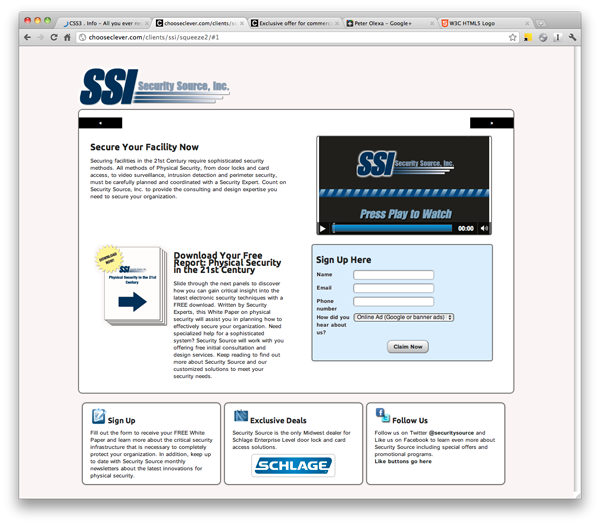 CSS3 . Info - All you ever ne
chooseclever.com/clients/ss
Exclusive offer for commerc
Peter Olexa - Google+
W3C HTML5 Logo
chooseclever.com/clients/ssi/squeeze2/#1
SSI Security Source, Inc.
Secure Your Facility Now
Securing facilities in the 21st Century require sophisticated security
methods. All methods of Physical Security, from door locks and card
access, to video surveillance, intrusion detection and perimeter security,
must be carefully planned and coordinated with a Security Expert. Count on
Security Source, Inc. to provide the consulting and design expertise you
need to secure your organization.
SSI Security Source, Inc.
Press Play to Watch
00:00
DOWNLOAD
NOW!
SSI
Physical Security in the
21st Century
Download Your Free
Report: Physical Security
in the 21st Century
Slide through the next panels to discover
how you can gain critical insight into the
latest electronic security techniques with a
FREE download. Written by Security
Experts, this White Paper on physical
security will assist you in planning how to
effectively secure your organization. Need
specialized help for a sophisticated
system? Security Source will work with you
offering free initial consultation and
design services. Keep reading to find out
more about Security Source and our
customized solutions to meet your
security needs.
Sign Up Here
Name
Email
Phone
number
How did you
hear about
us?
Online Ad (Google or banner ads)
Claim Now
Sign Up
Fill out the form to receive your FREE White
Paper and learn more about the critical security
infrastructure that is necessary to completely
protect your organization. In addition, keep up
to date with Security Source monthly
newsletters about the latest innovations for
physical security.
Exclusive Deals
Security Source is the only Midwest dealer for
Schlage Enterprise Level door lock and card
access solutions.
SCHLAGE
Follow Us
Follow us on Twitter @securitysource and
Like us on Facebook to learn even more about
Security Source including special offers and
promotional programs.
Like buttons go here